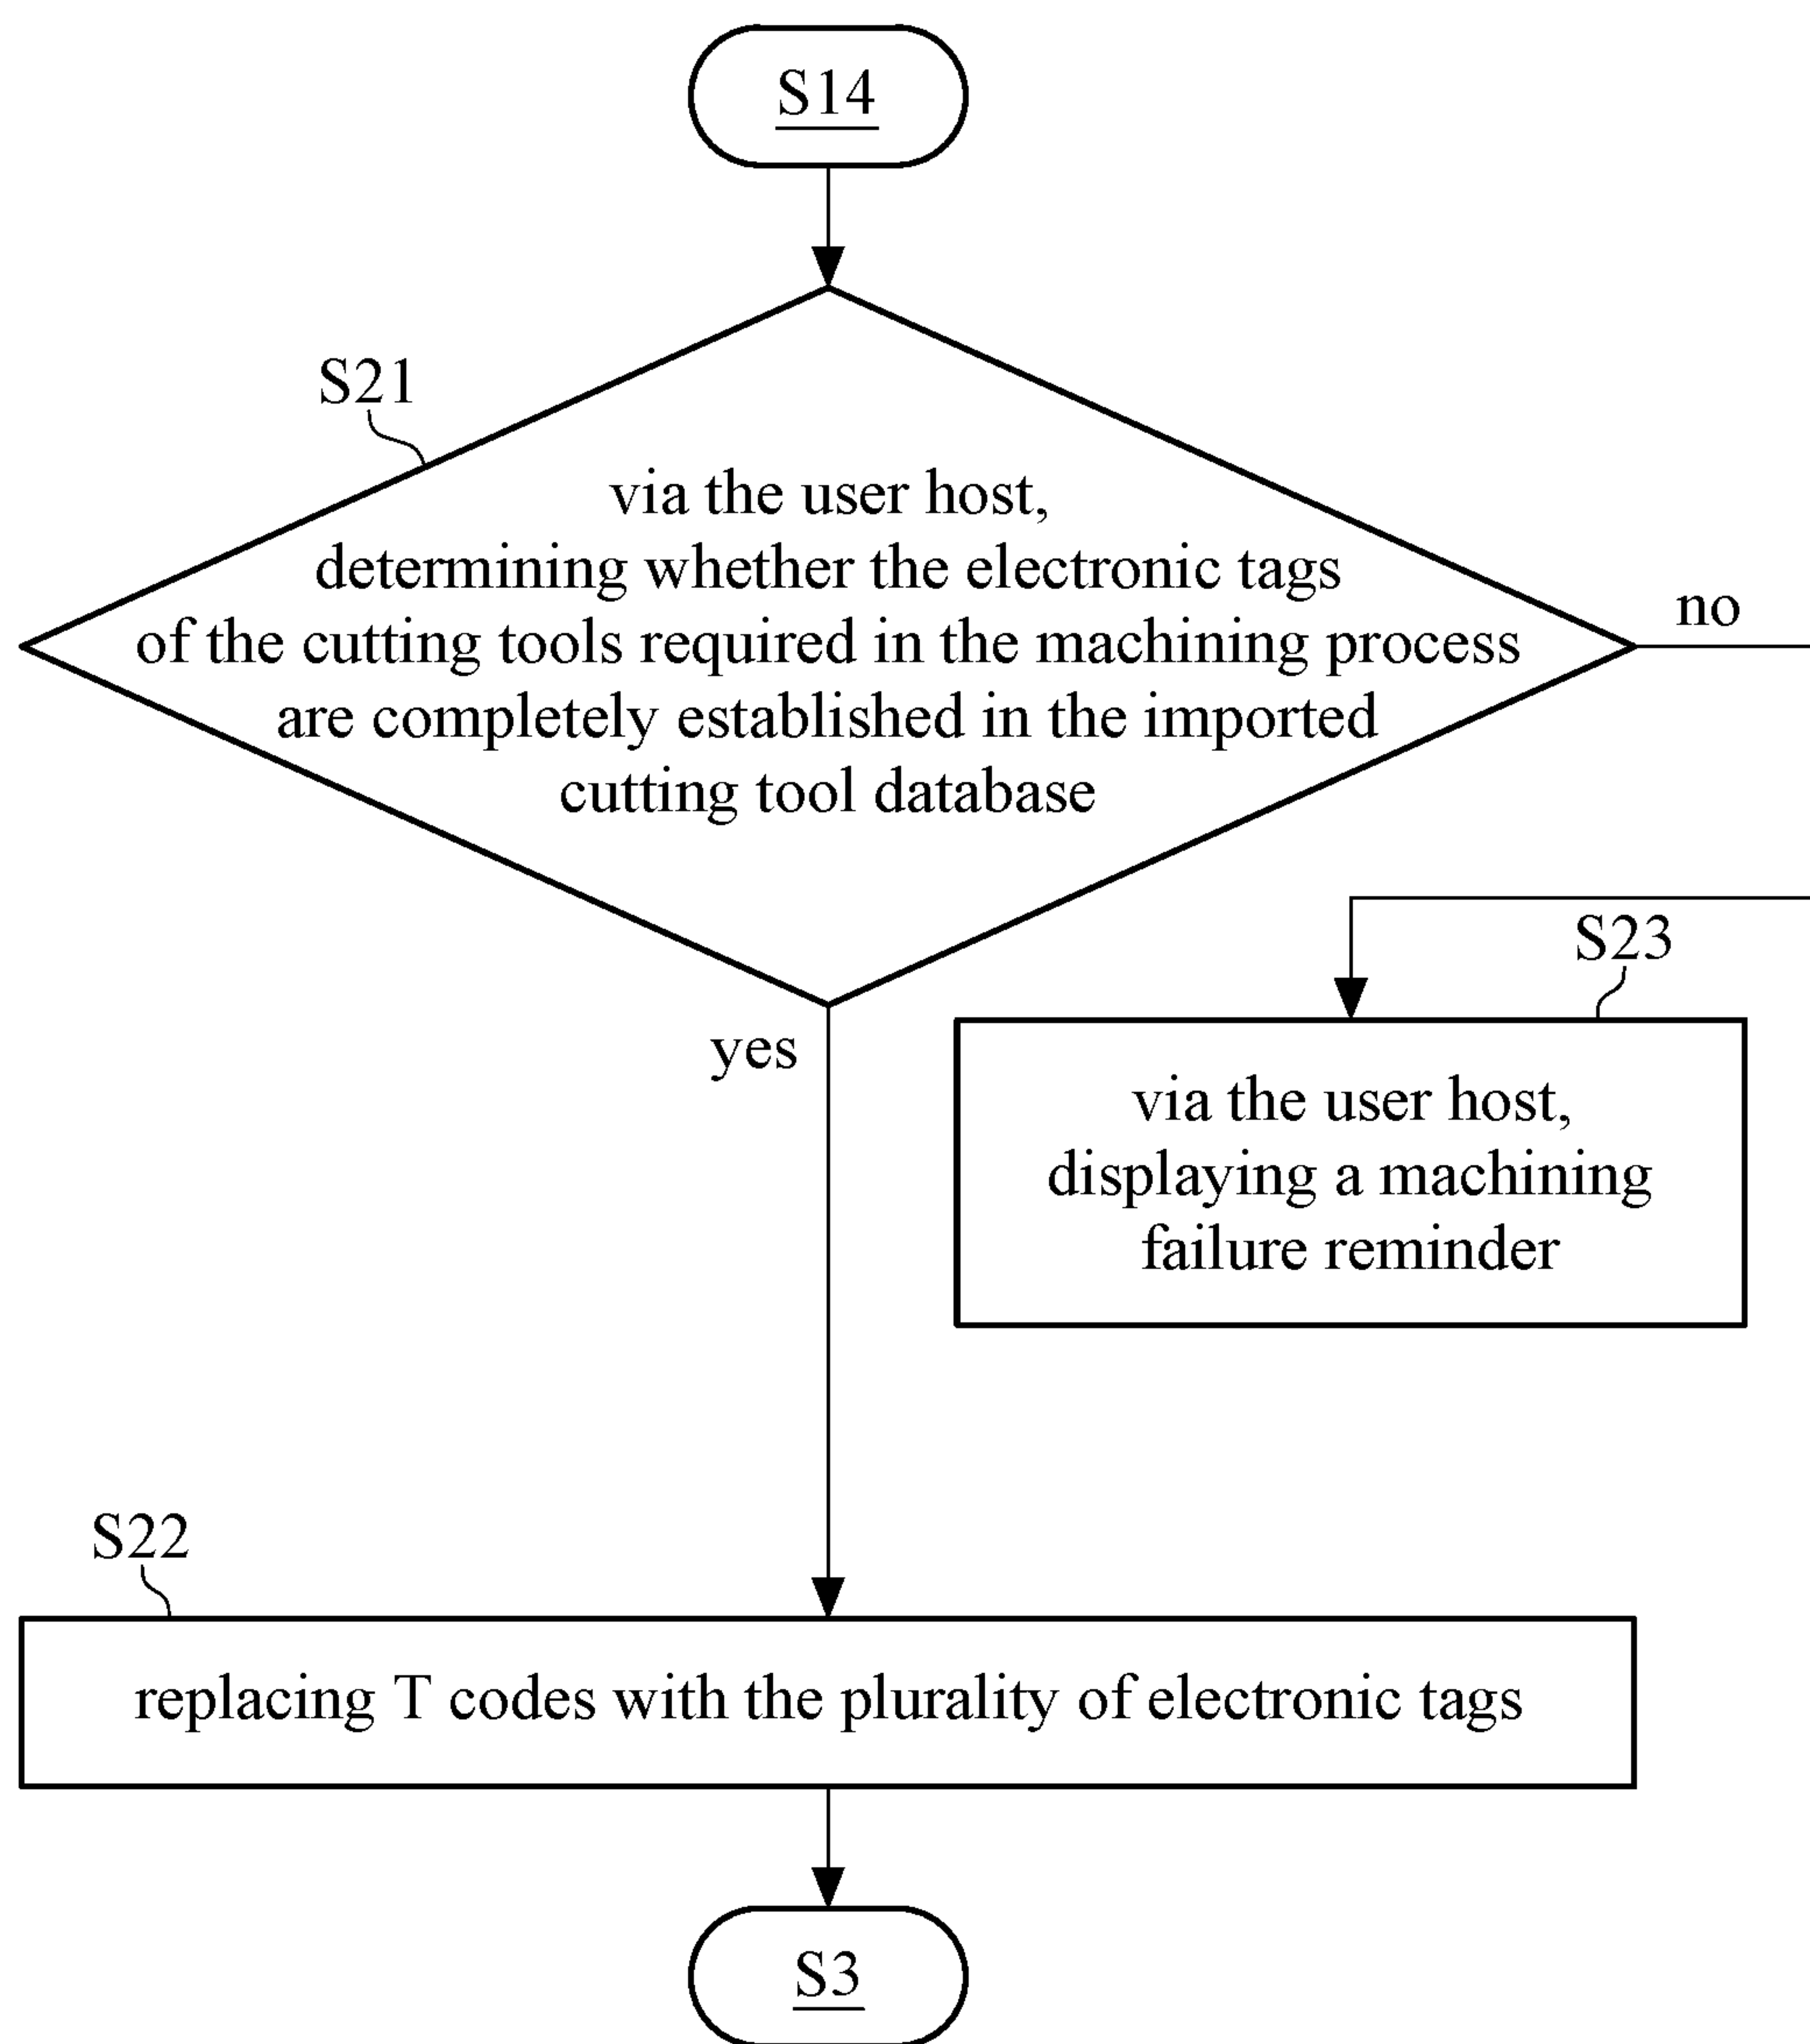 S14
S21
via the user host,
determining whether the electronic tags
of the cutting tools required in the machining process
are completely established in the imported
cutting tool database
no
yes
S23
via the user host,
displaying a machining
failure reminder
S22
replacing T codes with the plurality of electronic tags
S3